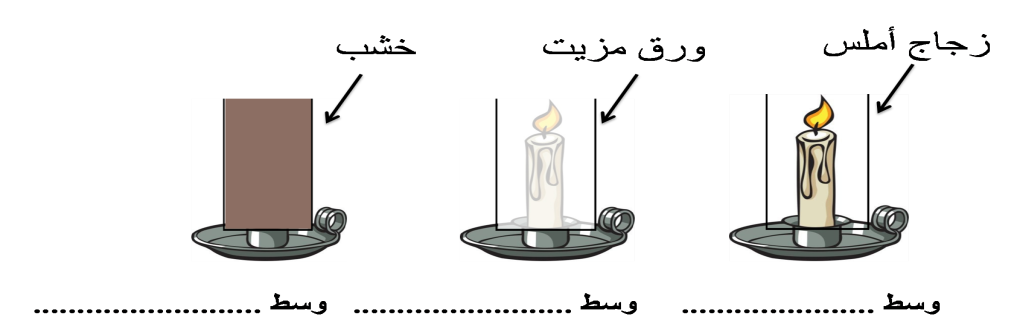 زجاج أملس
ورق مزيت
خشب
وسط ......................
وسط .........................
وسط ..........................